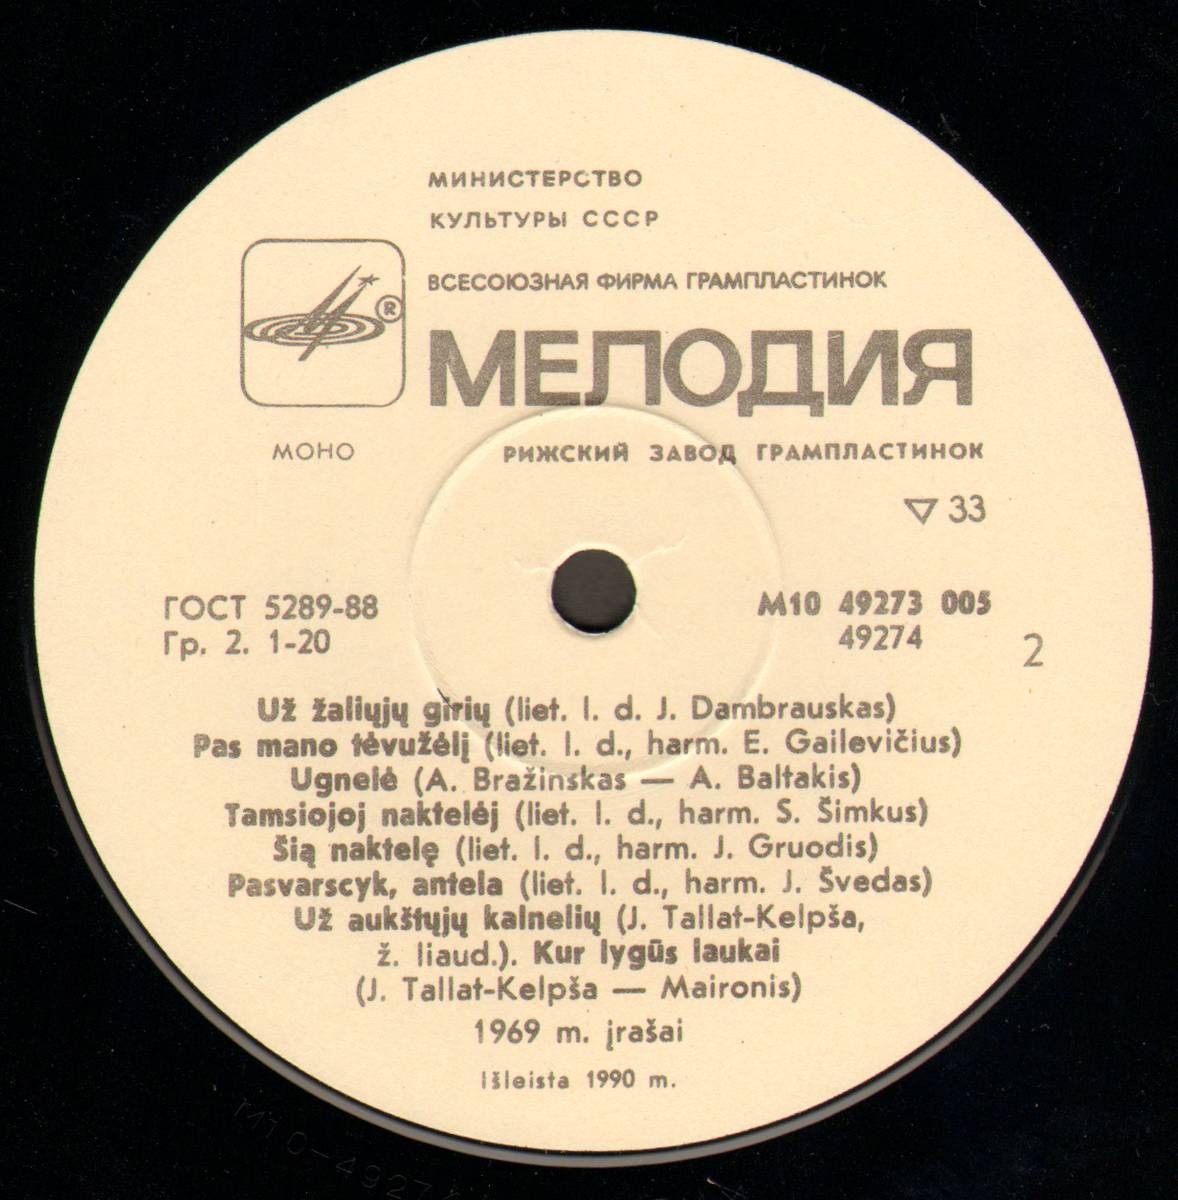 МИНИСТЕРСТВО
КУЛЬТУРЫ СССР
ВСЕСОЮЗНАЯ ФИРМА ГРАМПЛАСТИНОК
®
МЕЛОДИЯ
МОНО
РИЖСКИЙ ЗАВОД ГРАМПЛАСТИНОК
▽ 33
ГОСТ 5289-88
Гр. 2. 1-20
М10 49273 005
49274
2
Už žaliųjų girių (liet. l. d. J. Dambrauskas)
Pas mano tėvužėlį (liet. l. d., harm. E. Gailevičius)
Ugnelė (A. Bražinskas — A. Baltakis)
Tamsiojoj naktelėj (liet. l. d., harm. S. Šimkus)
Šią naktelę (liet. l. d., harm. J. Gruodis)
Pasvarscyk, antela (liet. l. d., harm. J. Švedas)
Už aukštųjų kalnelių (J. Tallat-Kelpša,
ž. liaud.). Kur lygūs laukai
(J. Tallat-Kelpša — Maironis)
1969 m. įrašai
Išleista 1990 m.